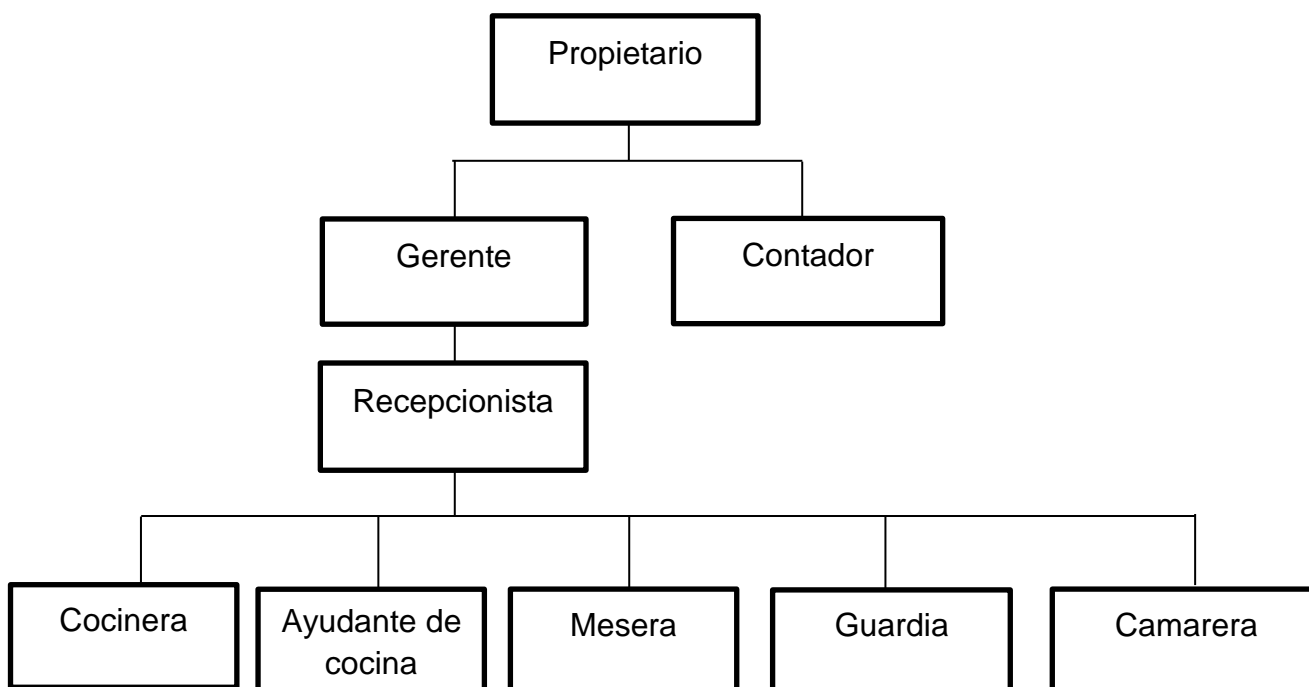 Propietario
Gerente
Contador
Recepcionista
Cocinera
Ayudante de
cocina
Mesera
Guardia
Camarera